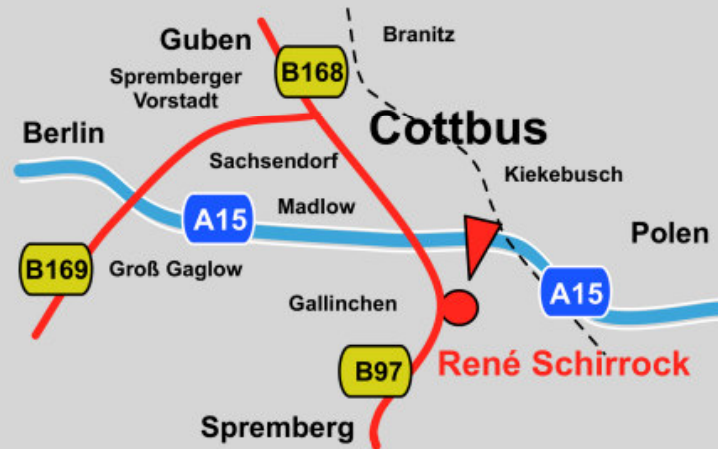 Guben
Branitz
B168
Spremberger
Vorstadt
Berlin
Cottbus
Sachsendorf
Kiekebusch
Madlow
A15
Polen
B169
Groß Gaglow
A15
Gallinchen
René Schirrock
B97
Spremberg